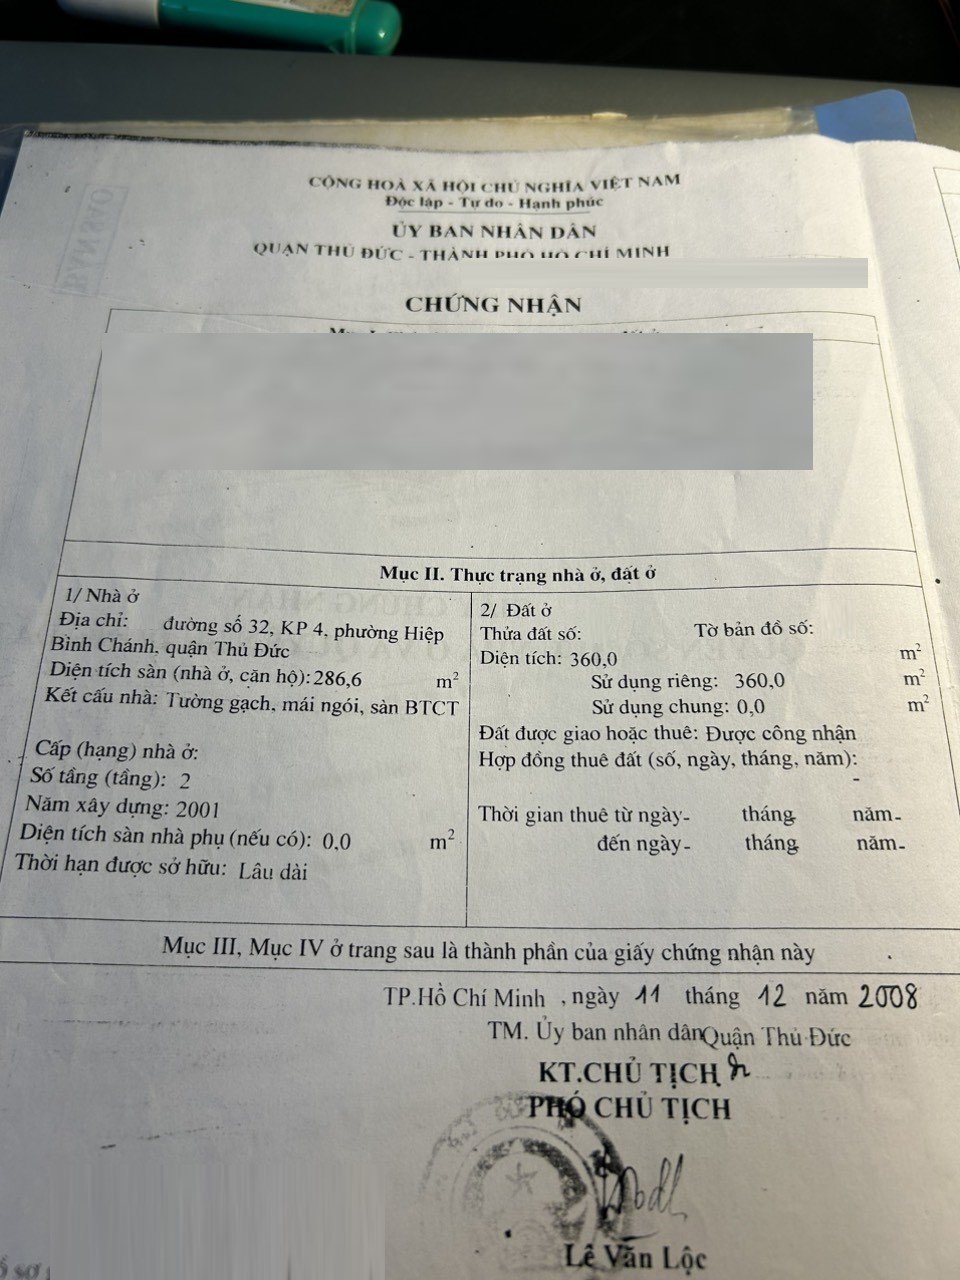 CỘNG HOÀ XÃ HỘI CHỦ NGHĨA VIỆT NAM
Độc lập - Tự do - Hạnh phúc
ỦY BAN NHÂN DÂN
QUẬN THỦ ĐỨC - THÀNH PHỐ HỒ CHÍ MINH
CHỨNG NHẬN
Mục II. Thực trạng nhà ở, đất ở
1/ Nhà ở
Địa chỉ: đường số 32, KP 4, phường Hiệp
Bình Chánh, quận Thủ Đức
Diện tích sàn (nhà ở, căn hộ): 286,6 m²
Kết cấu nhà: Tường gạch, mái ngói, sàn BTCT
Cấp (hạng) nhà ở:
Số tầng (tầng): 2
Năm xây dựng: 2001
Diện tích sàn nhà phụ (nếu có): 0,0 m²
Thời hạn được sở hữu: Lâu dài
2/ Đất ở
Thửa đất số: Tờ bản đồ số:
Diện tích: 360,0 m²
Sử dụng riêng: 360,0 m²
Sử dụng chung: 0,0 m²
Đất được giao hoặc thuê: Được công nhận
Hợp đồng thuê đất (số, ngày, tháng, năm):
-
Thời gian thuê từ ngày- tháng- năm-
đến ngày- tháng- năm-
Mục III, Mục IV ở trang sau là thành phần của giấy chứng nhận này
TP.Hồ Chí Minh , ngày 11 tháng 12 năm 2008
TM. Ủy ban nhân dân Quận Thủ Đức
KT.CHỦ TỊCH
PHÓ CHỦ TỊCH
Lê Văn Lộc